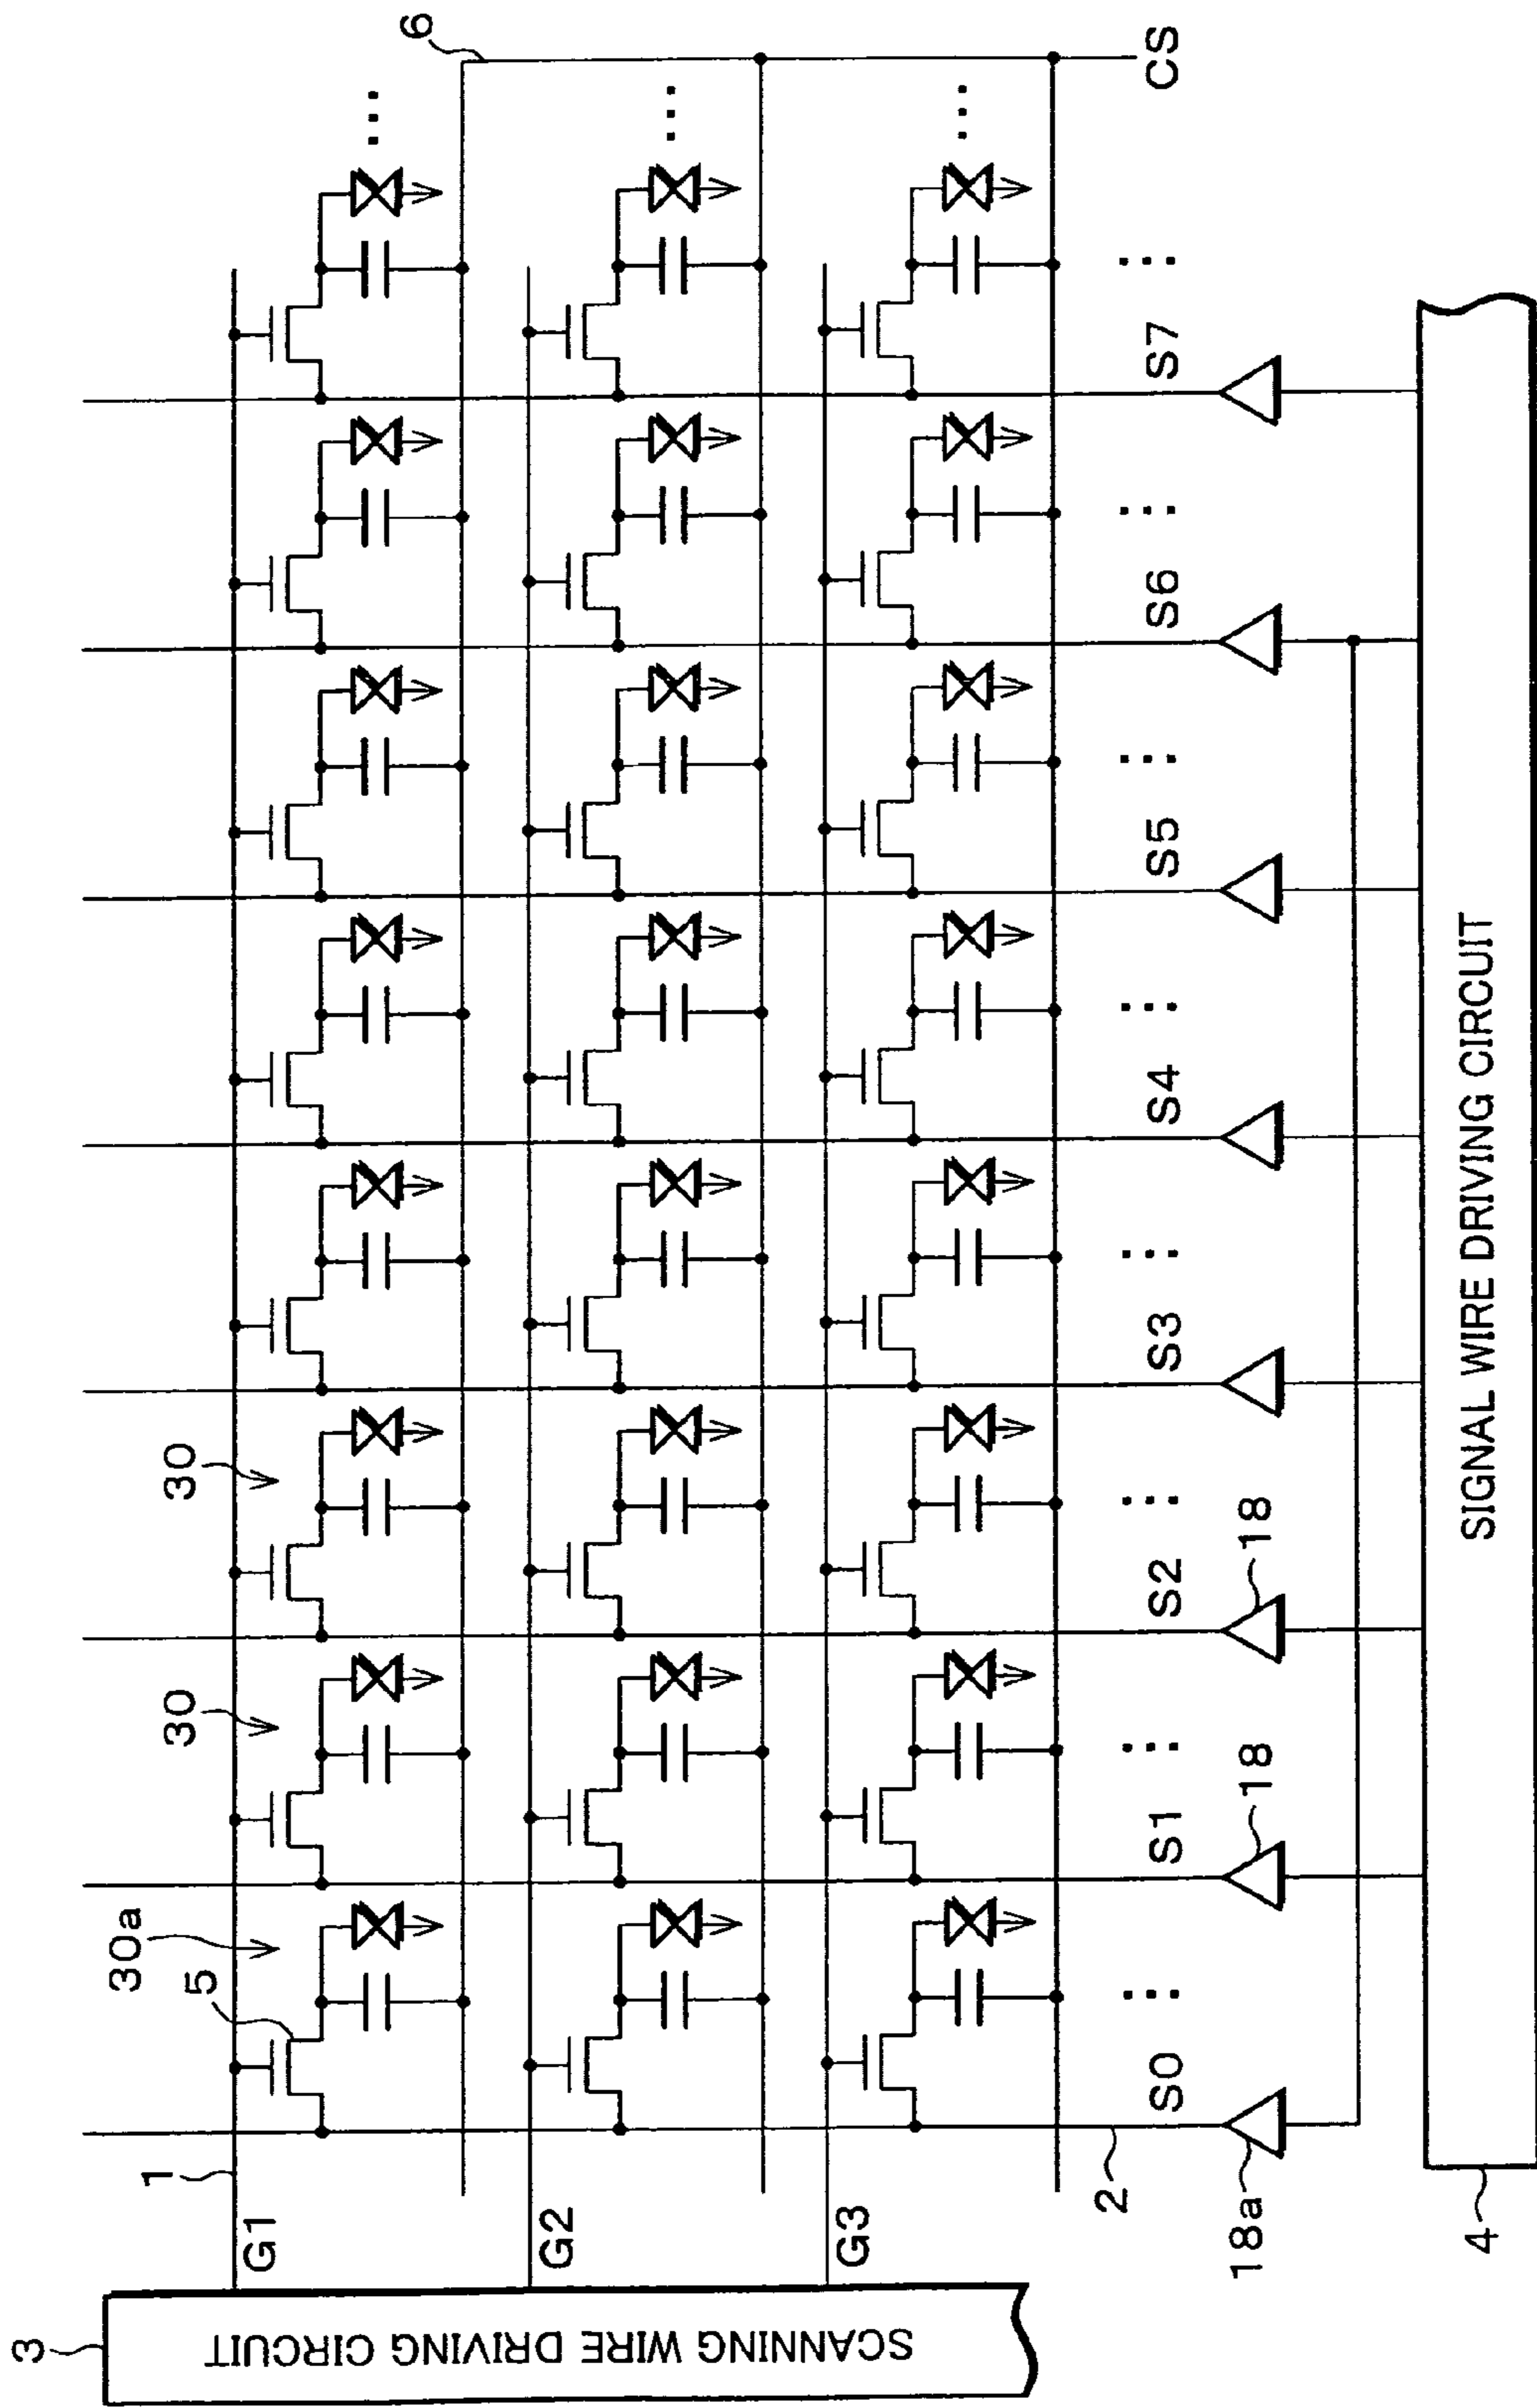 3
SCANNING WIRE DRIVING CIRCUIT
1
G1
G2
G3
5
30a
30
30
6
...
...
...
... ... ... ... ... ... ... ...
2
S0 S1 S2 S3 S4 S5 S6 S7 CS
18a
18
18
4
SIGNAL WIRE DRIVING CIRCUIT